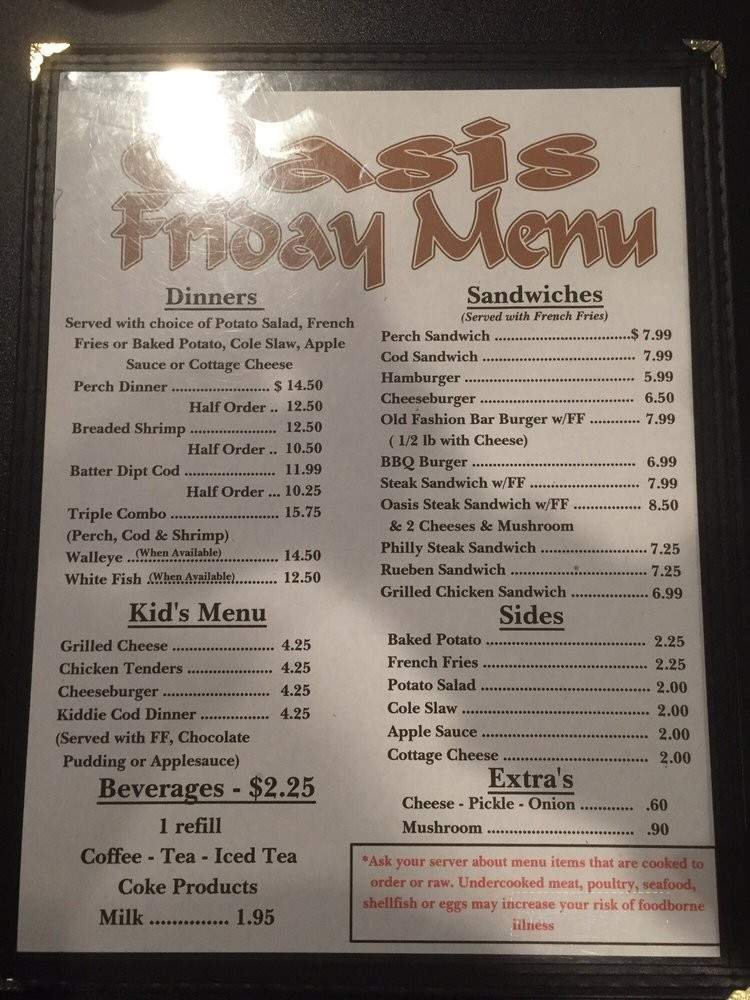 Oasis
Friday Menu
Dinners
Served with choice of Potato Salad, French
Fries or Baked Potato, Cole Slaw, Apple
Sauce or Cottage Cheese
Perch Dinner ...................... $ 14.50
Half Order .. 12.50
Breaded Shrimp ................... 12.50
Half Order .. 10.50
Batter Dipt Cod .................... 11.99
Half Order ... 10.25
Triple Combo ........................ 15.75
(Perch, Cod & Shrimp)
Walleye ..(When Available)............. 14.50
White Fish .(When Available).......... 12.50
Kid's Menu
Grilled Cheese ....................... 4.25
Chicken Tenders ................... 4.25
Cheeseburger ........................ 4.25
Kiddie Cod Dinner ............... 4.25
(Served with FF, Chocolate
Pudding or Applesauce)
Beverages - $2.25
1 refill
Coffee - Tea - Iced Tea
Coke Products
Milk .............. 1.95
Sandwiches
(Served with French Fries)
Perch Sandwich ...............................$ 7.99
Cod Sandwich .................................. 7.99
Hamburger ...................................... 5.99
Cheeseburger ................................... 6.50
Old Fashion Bar Burger w/FF ............ 7.99
( 1/2 lb with Cheese)
BBQ Burger .................................... 6.99
Steak Sandwich w/FF ........................... 7.99
Oasis Steak Sandwich w/FF ................ 8.50
& 2 Cheeses & Mushroom
Philly Steak Sandwich ........................ 7.25
Rueben Sandwich .............................. 7.25
Grilled Chicken Sandwich .................. 6.99
Sides
Baked Potato .................................... 2.25
French Fries ..................................... 2.25
Potato Salad ...................................... 2.00
Cole Slaw .......................................... 2.00
Apple Sauce ...................................... 2.00
Cottage Cheese ................................. 2.00
Extra's
Cheese - Pickle - Onion ............ .60
Mushroom ................................. .90
*Ask your server about menu items that are cooked to
order or raw. Undercooked meat, poultry, seafood,
shellfish or eggs may increase your risk of foodborne
illness